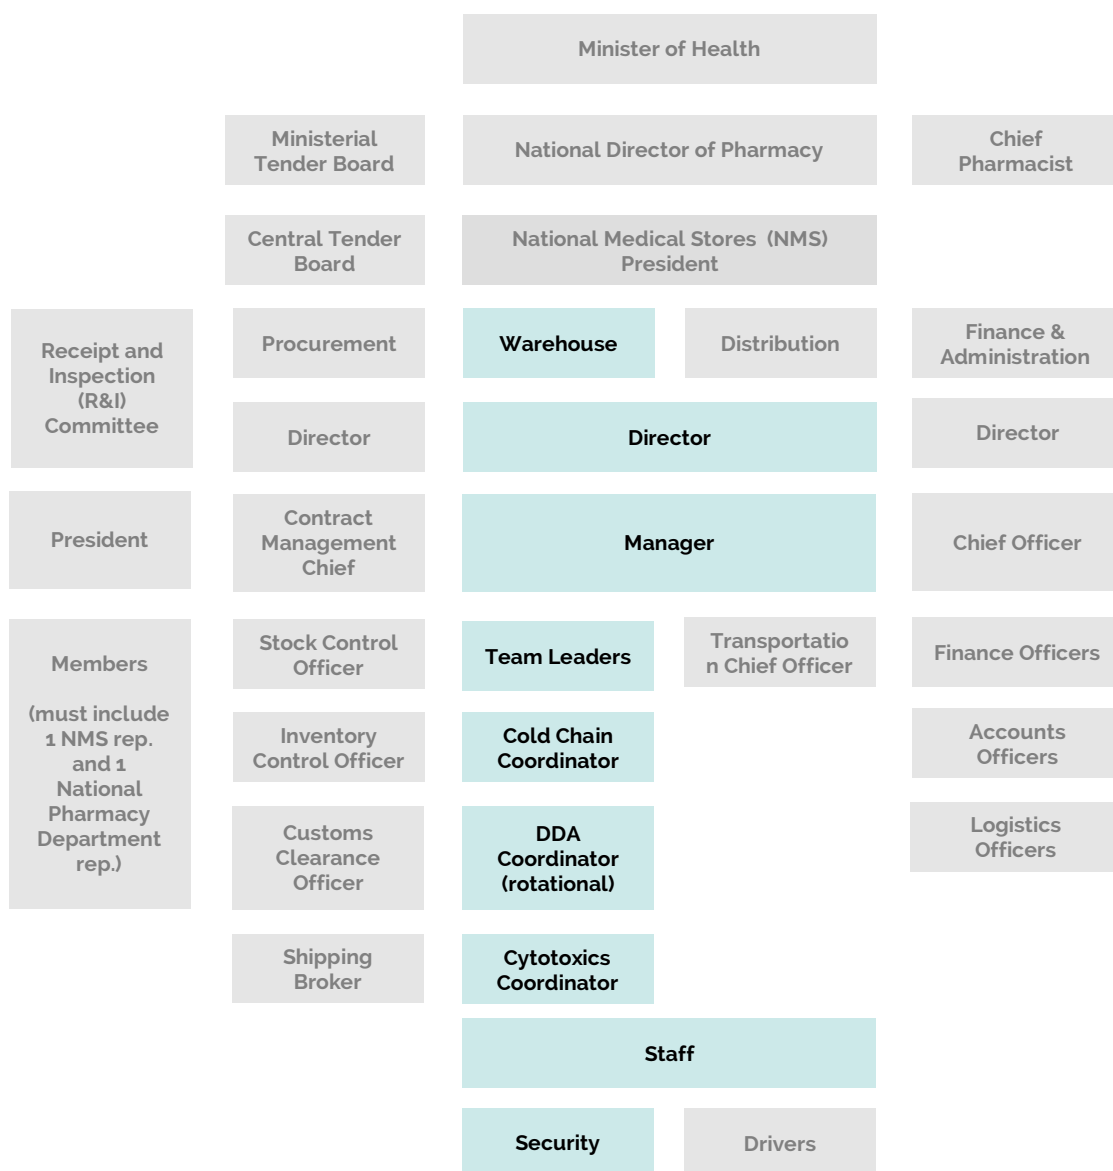 Minister of Health
Ministerial
Tender Board
National Director of Pharmacy
Chief
Pharmacist
Central Tender
Board
National Medical Stores (NMS)
President
Receipt and
Inspection
(R&I)
Committee
Procurement
Warehouse
Distribution
Finance &
Administration
Director
Director
Director
President
Contract
Management
Chief
Manager
Chief Officer
Members
(must include
1 NMS rep.
and 1
National
Pharmacy
Department
rep.)
Stock Control
Officer
Team Leaders
Transportatio
n Chief Officer
Finance Officers
Inventory
Control Officer
Cold Chain
Coordinator
Accounts
Officers
Customs
Clearance
Officer
DDA
Coordinator
(rotational)
Logistics
Officers
Shipping
Broker
Cytotoxics
Coordinator
Staff
Security
Drivers